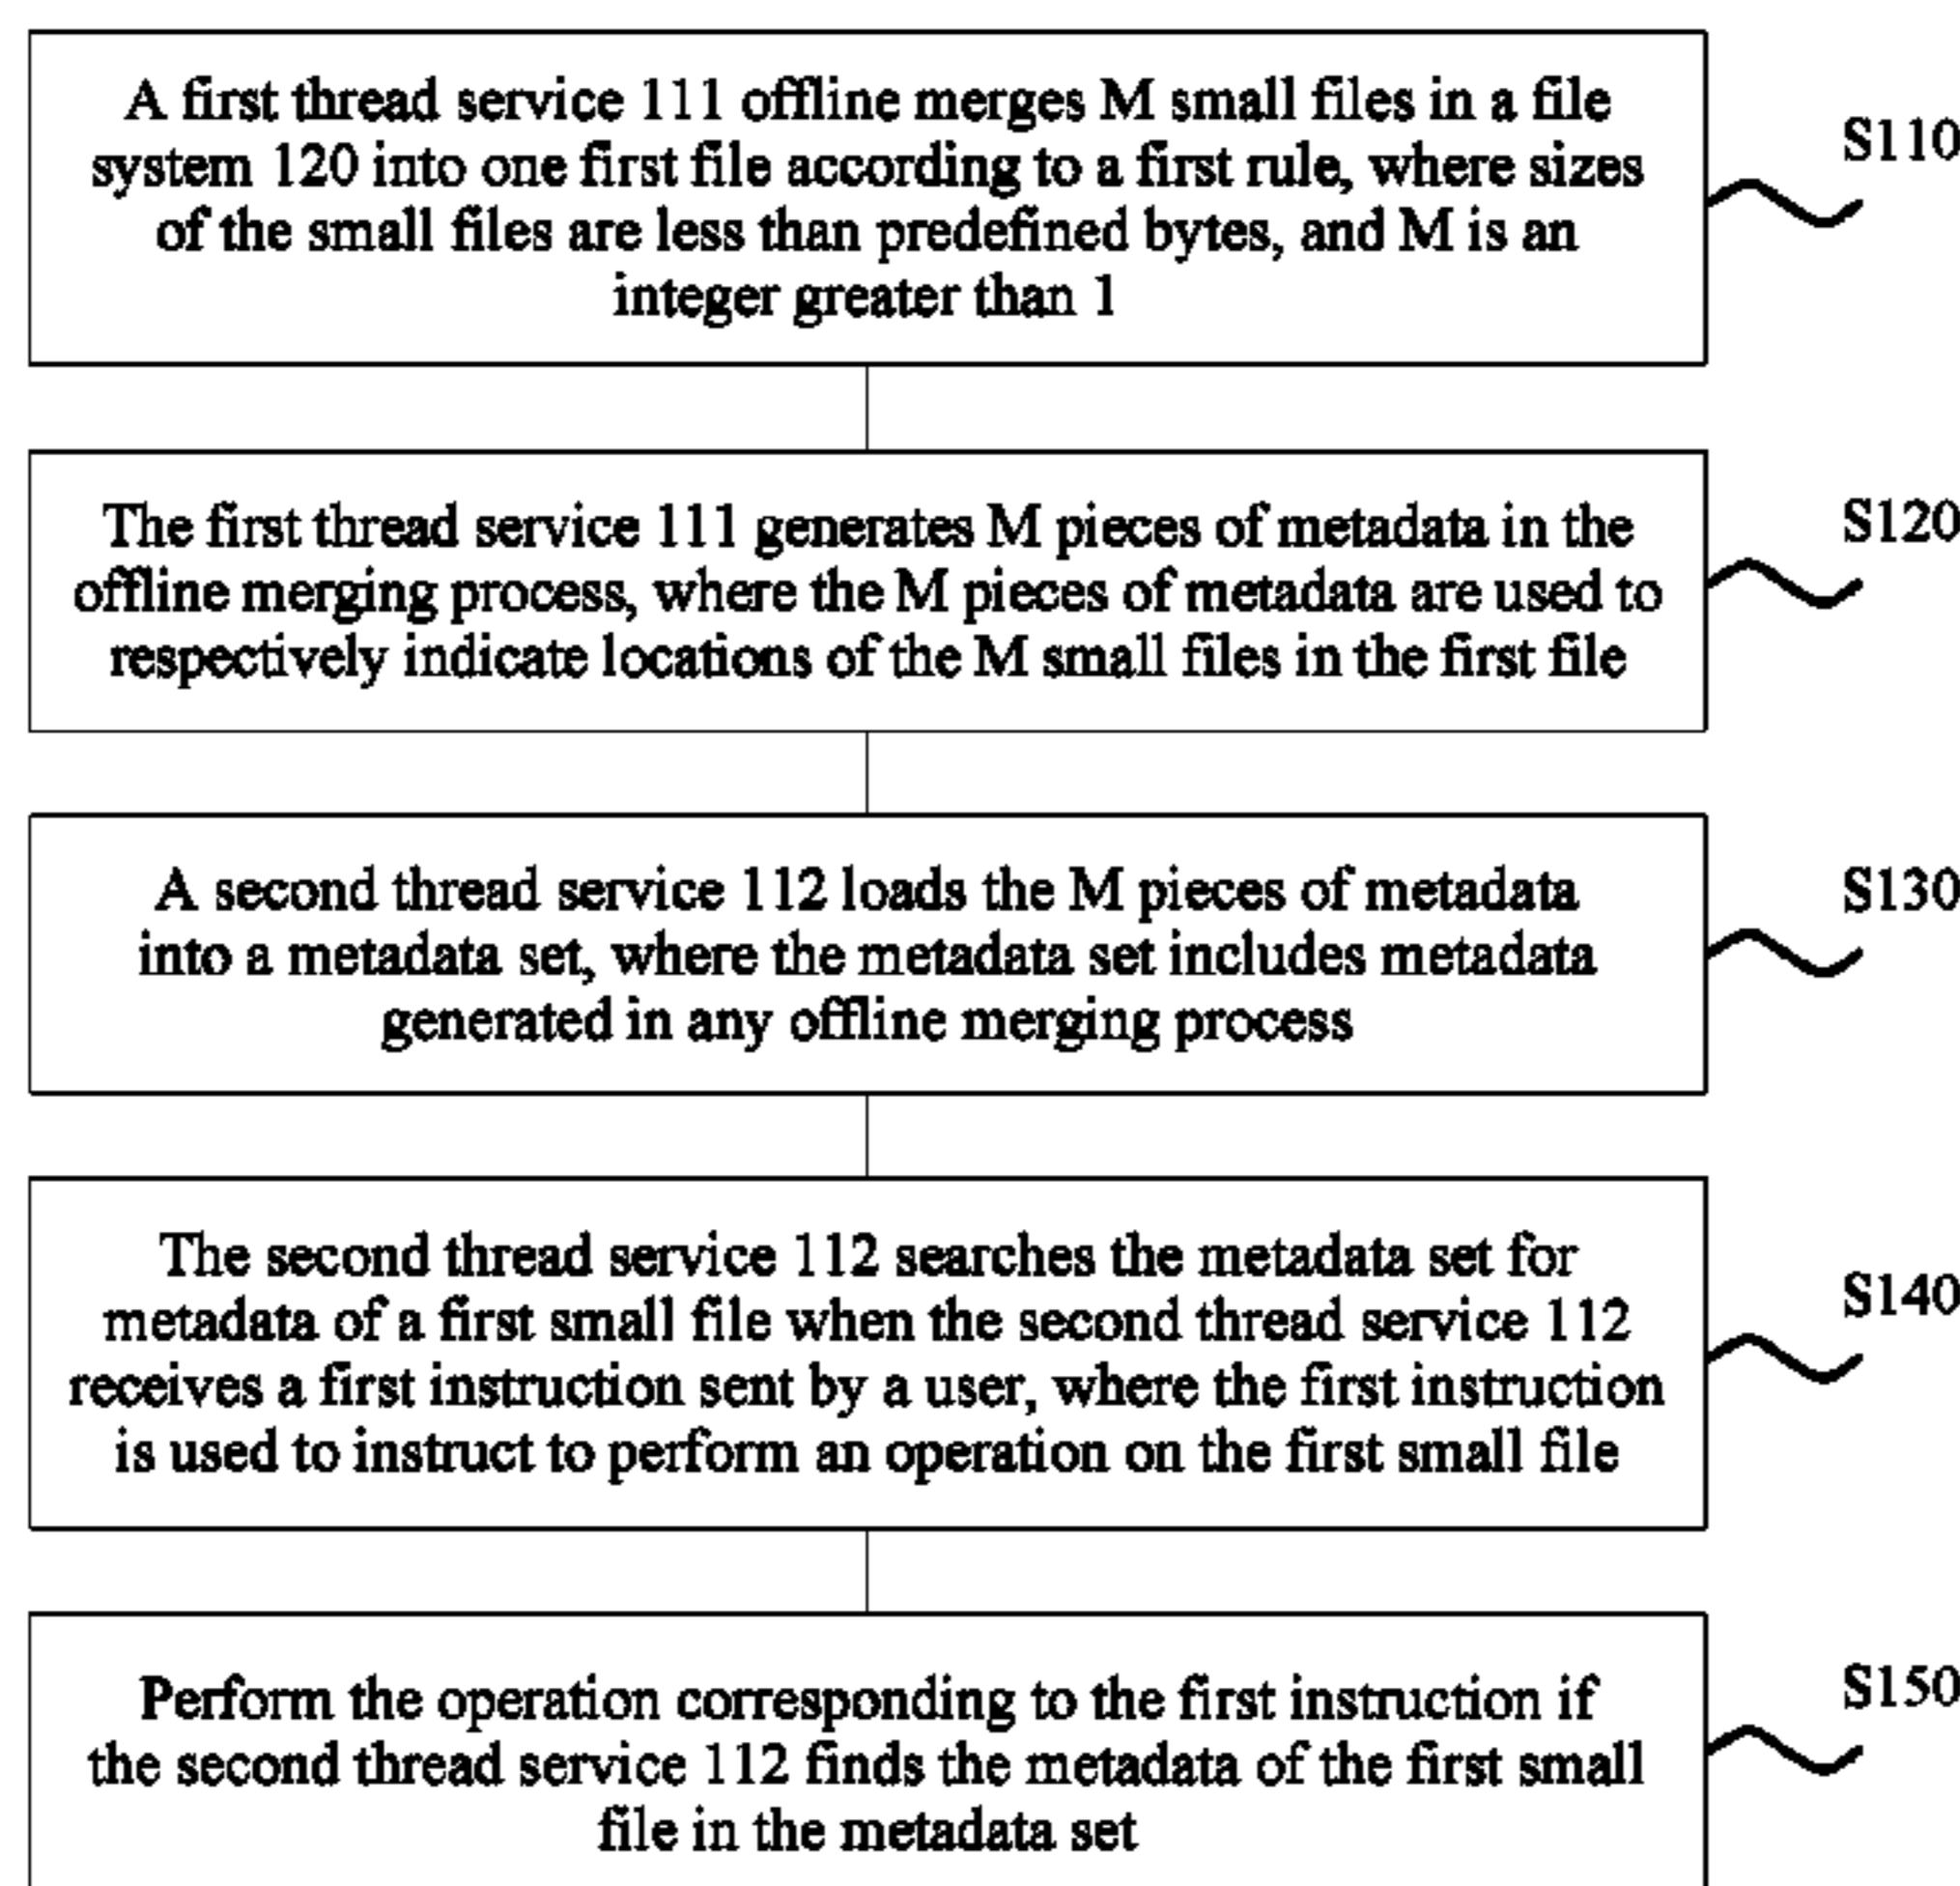 A first thread service 111 offline merges M small files in a file
system 120 into one first file according to a first rule, where sizes
of the small files are less than predefined bytes, and M is an
integer greater than 1
S110
The first thread service 111 generates M pieces of metadata in the
offline merging process, where the M pieces of metadata are used to
respectively indicate locations of the M small files in the first file
S120
A second thread service 112 loads the M pieces of metadata
into a metadata set, where the metadata set includes metadata
generated in any offline merging process
S130
The second thread service 112 searches the metadata set for
metadata of a first small file when the second thread service 112
receives a first instruction sent by a user, where the first instruction
is used to instruct to perform an operation on the first small file
S140
Perform the operation corresponding to the first instruction if
the second thread service 112 finds the metadata of the first small
file in the metadata set
S150